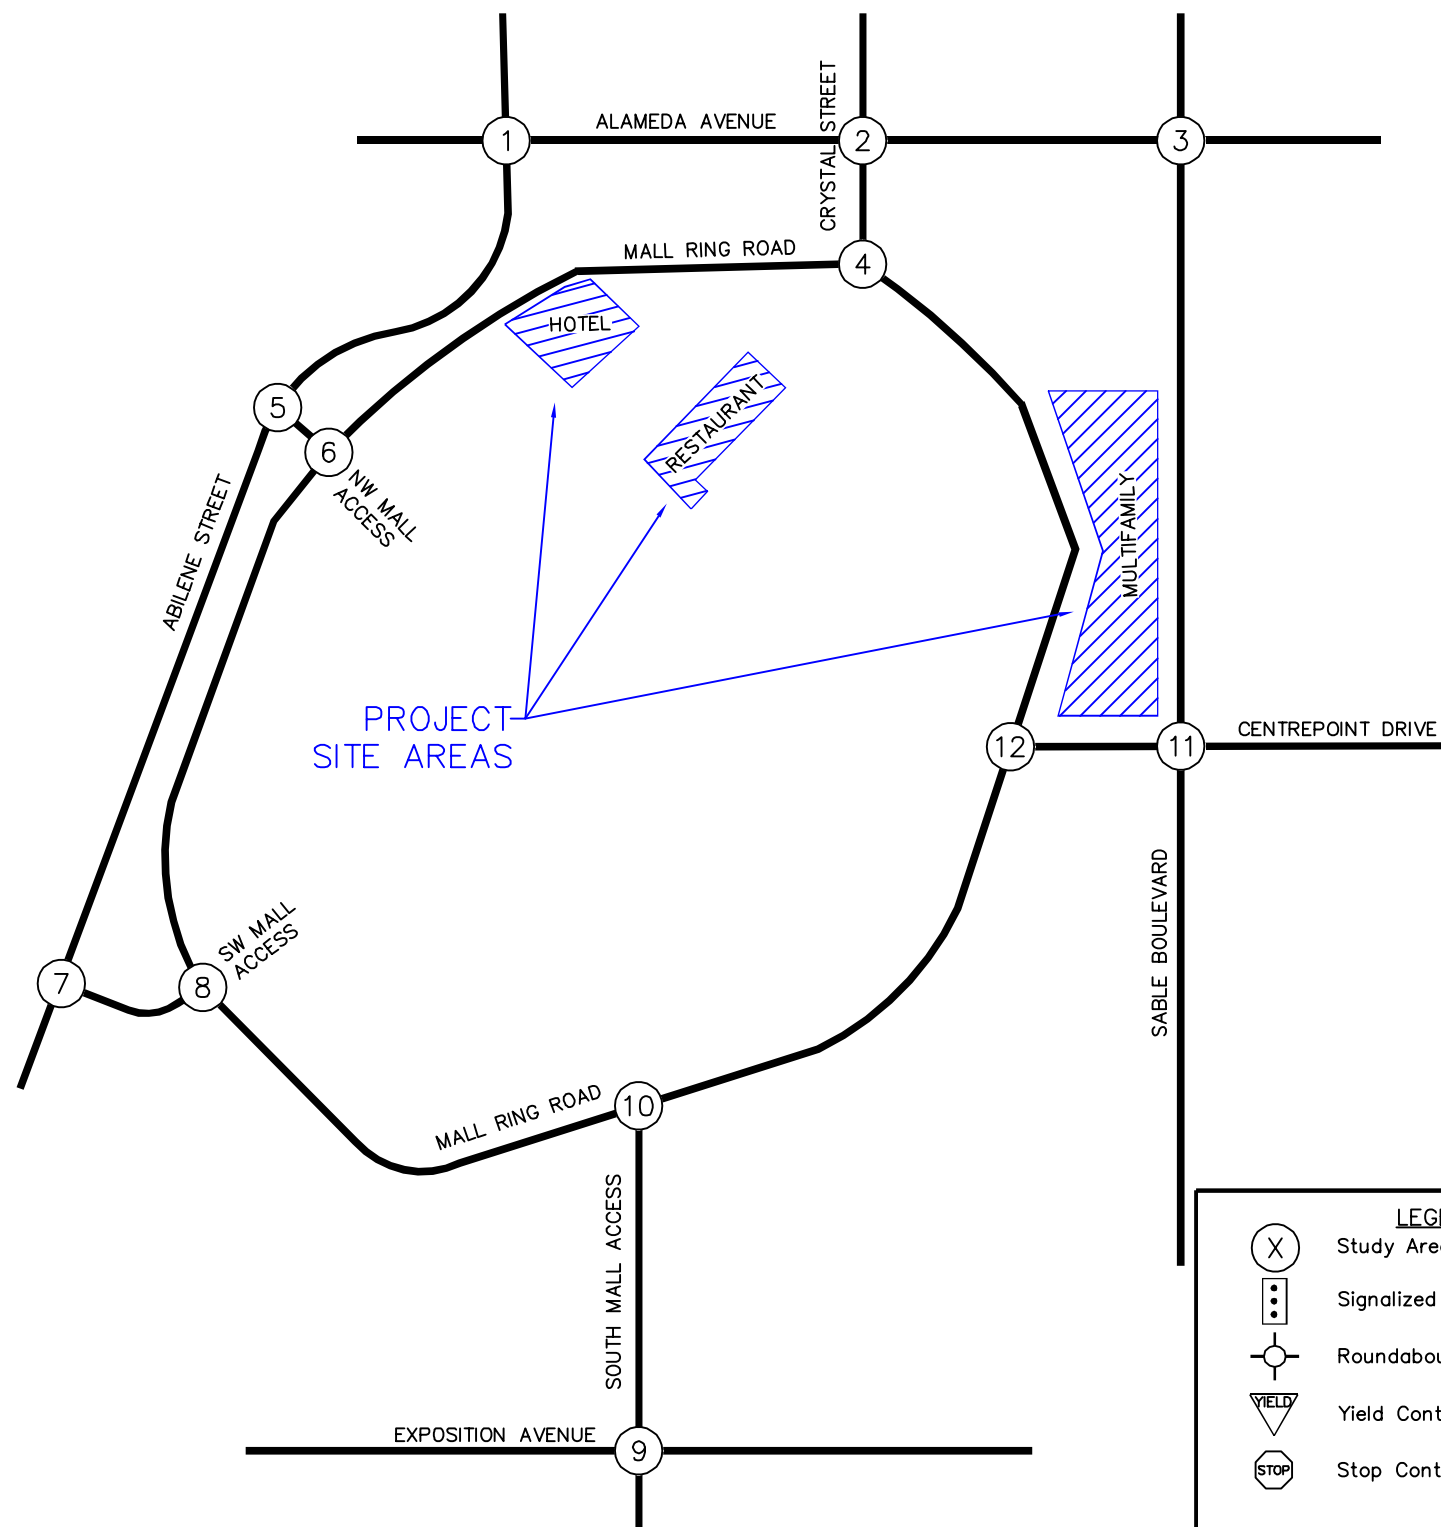 ALAMEDA AVENUE
CRYSTAL STREET
1
2
3
MALL RING ROAD
4
HOTEL
RESTAURANT
5
6
NW MALL
ACCESS
ABILENE STREET
MULTIFAMILY
PROJECT
SITE AREAS
12
11
CENTREPOINT DRIVE
SABLE BOULEVARD
SW MALL
ACCESS
7
8
MALL RING ROAD
10
SOUTH MALL ACCESS
EXPOSITION AVENUE
9
X
Signalized
YIELD
Yield
STOP
Stop
Study